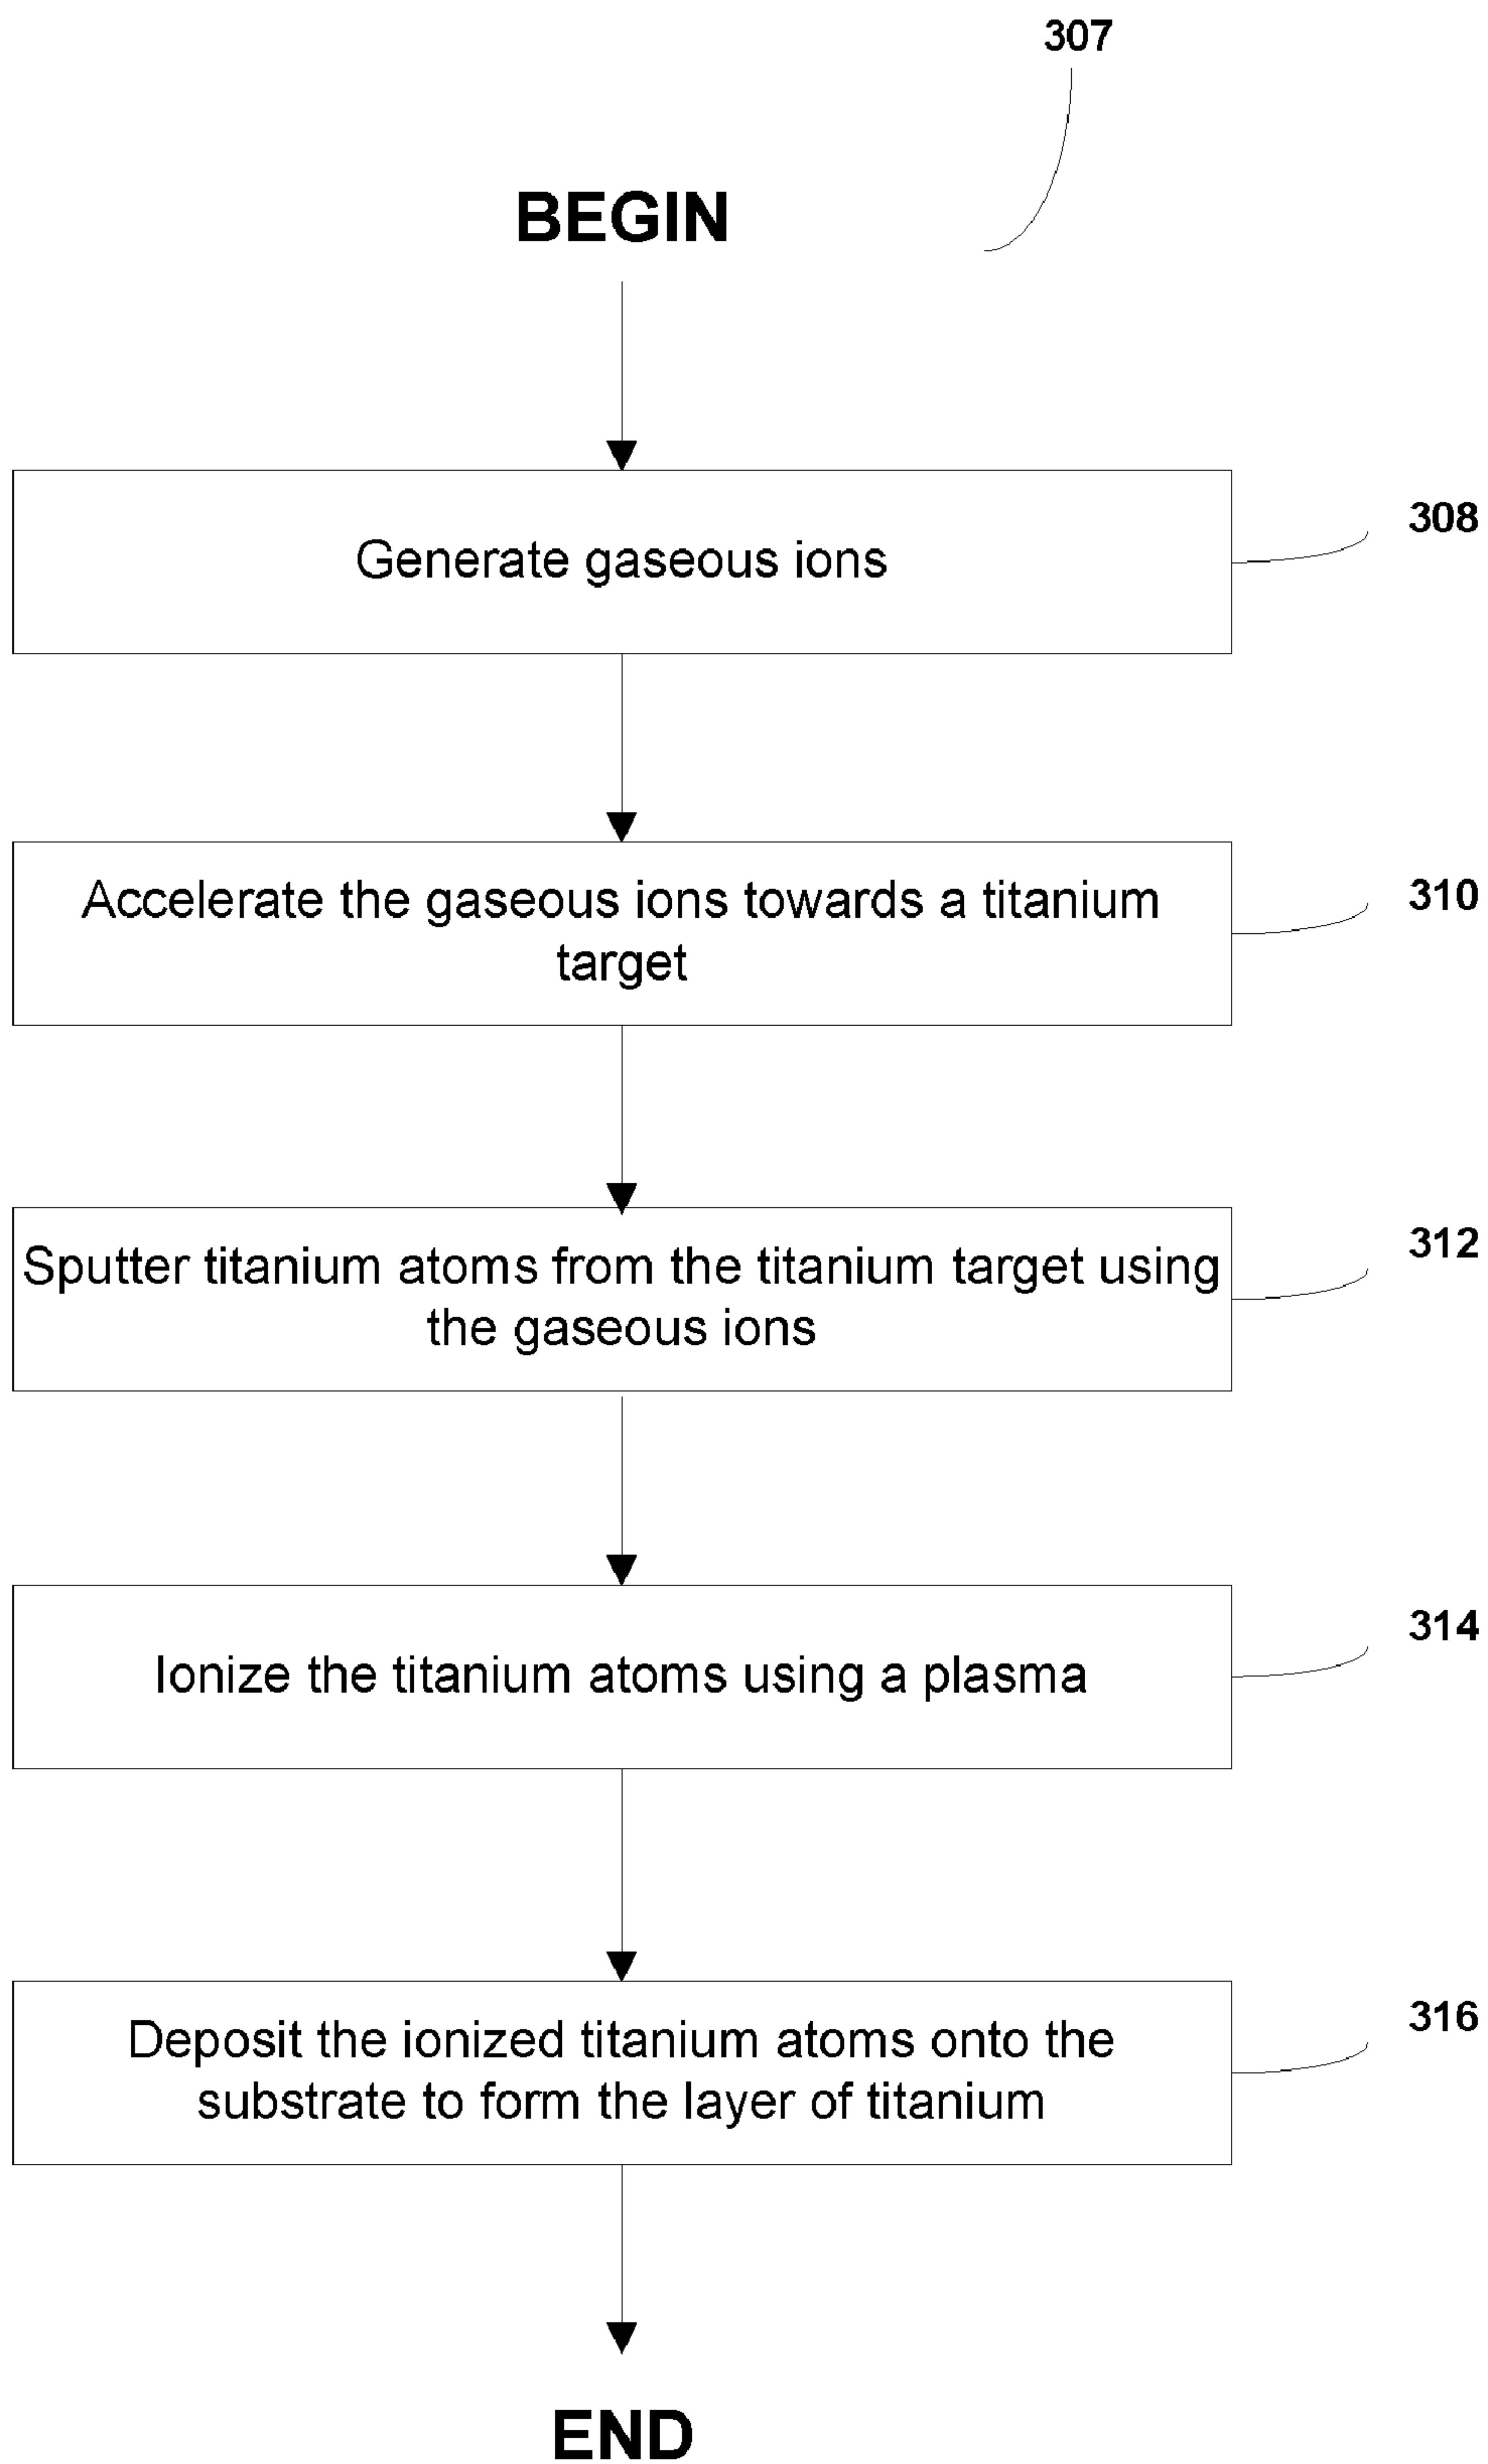 307
BEGIN
Generate gaseous ions
308
Accelerate the gaseous ions towards a titanium
target
310
Sputter titanium atoms from the titanium target using
the gaseous ions
312
Ionize the titanium atoms using a plasma
314
Deposit the ionized titanium atoms onto the
substrate to form the layer of titanium
316
END